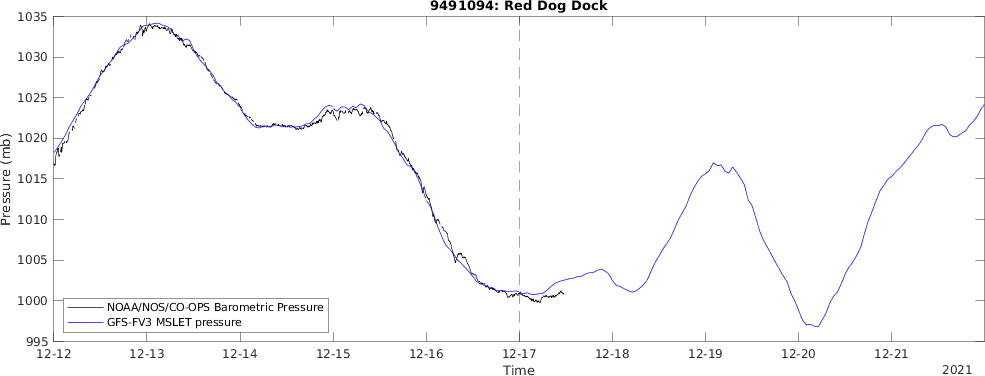 9491094: Red Dog Dock
Pressure (mb)
1035
1030
1025
1020
1015
1010
1005
1000
995
NOAA/NOS/CO-OPS Barometric Pressure
GFS-FV3 MSLET pressure
12-12 12-13 12-14 12-15 12-16 12-17 12-18 12-19 12-20 12-21
Time
2021